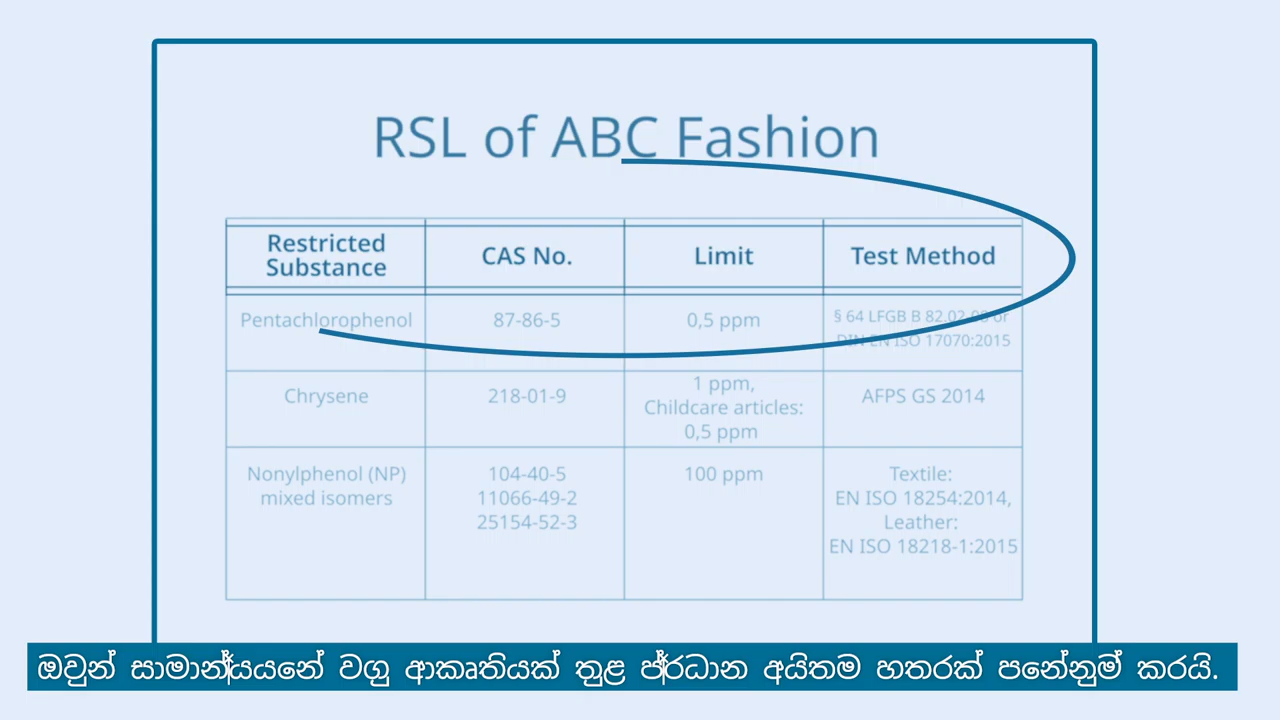 RSL of ABC Fashion
Restricted
Substance
CAS No.
Limit
Test Method
Pentachlorophenol
87-86-5
0,5 ppm
§ 64 LFGB B 82.02.08 or
DIN EN ISO 17070:2015
Chrysene
218-01-9
1 ppm,
Childcare articles:
0,5 ppm
AFPS GS 2014
Nonylphenol (NP)
mixed isomers
104-40-5
11066-49-2
25154-52-3
100 ppm
Textile:
EN ISO 18254:2014,
Leather:
EN ISO 18218-1:2015
ඔවුන් සාමාන්‍යයනේ වගු ආකෘතියක් තුළ ප්‍රධාන අයිතම හතරක් පනේනුම් කරයි.